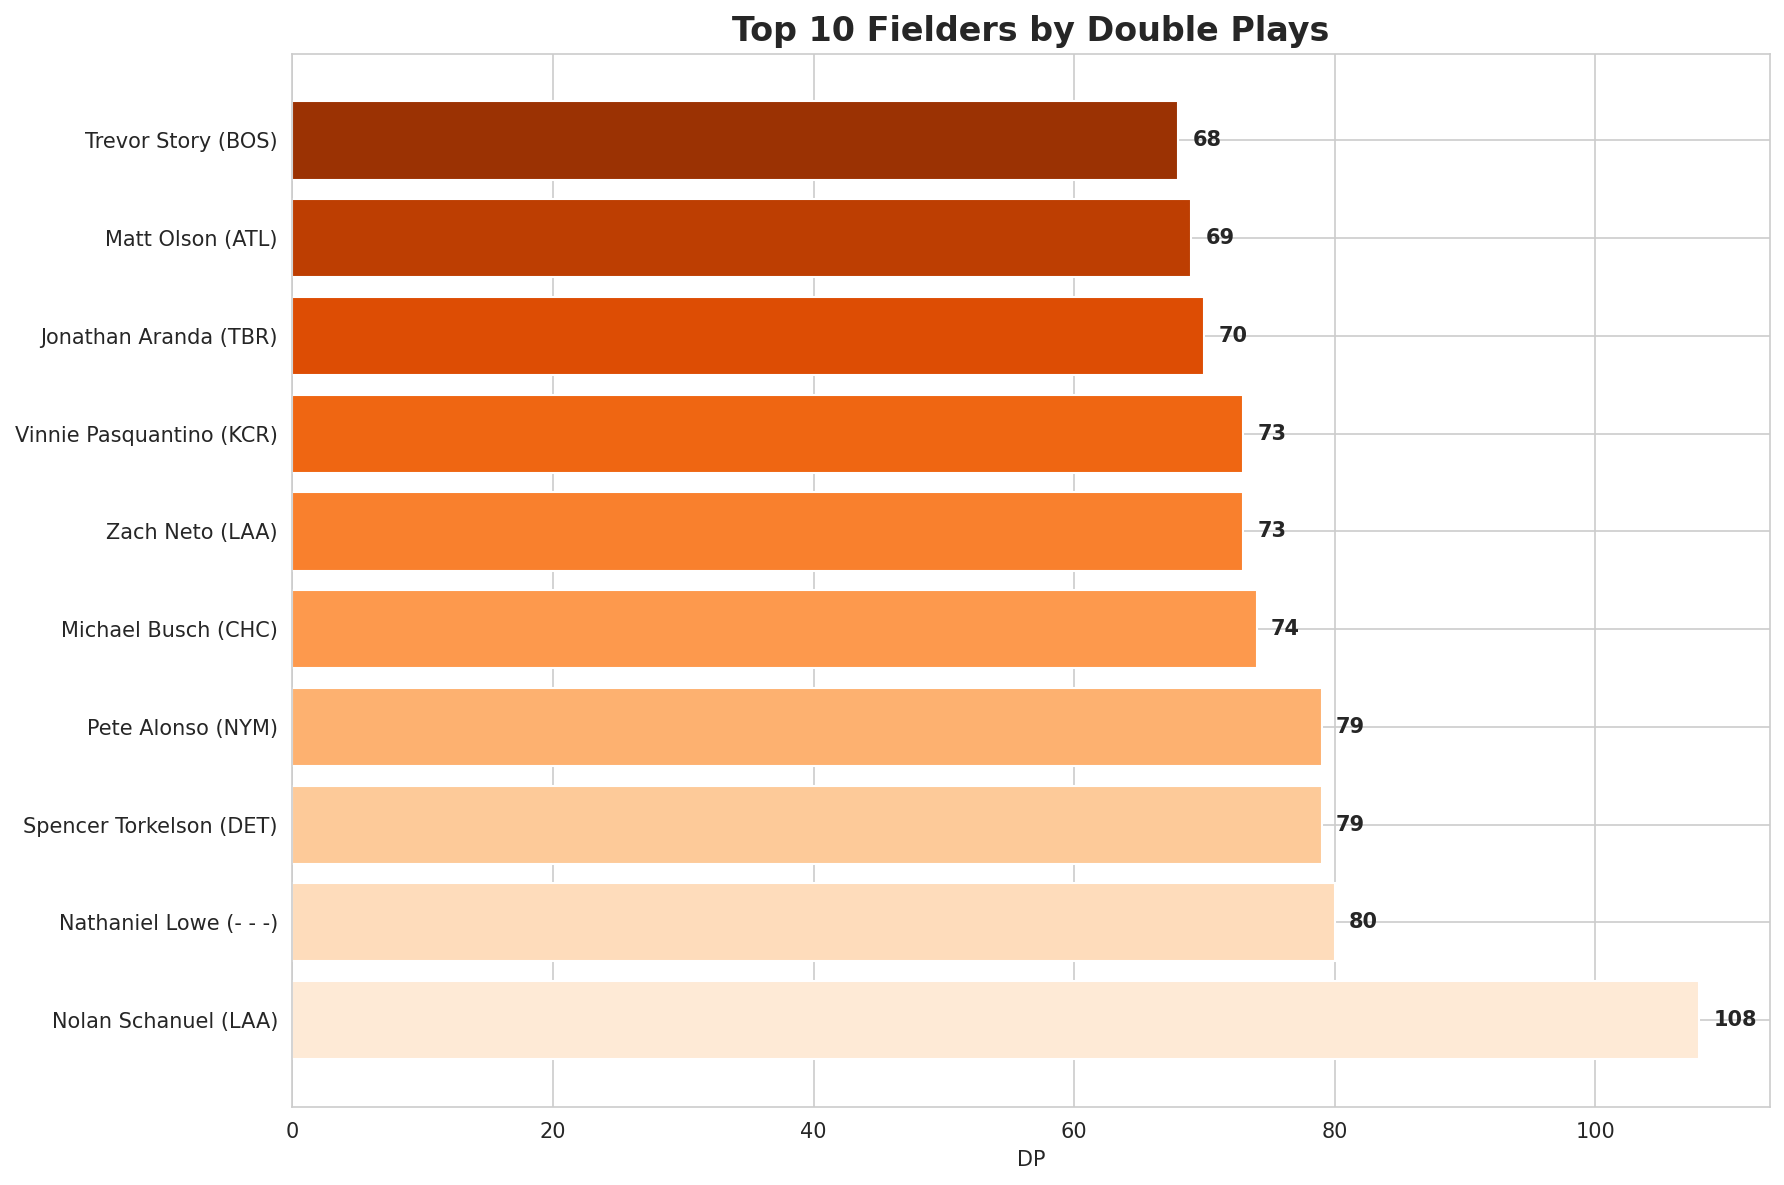 Top 10 Fielders by Double Plays
Trevor Story (BOS) 68
Matt Olson (ATL) 69
Jonathan Aranda (TBR) 70
Vinnie Pasquantino (KCR) 73
Zach Neto (LAA) 73
Michael Busch (CHC) 74
Pete Alonso (NYM) 79
Spencer Torkelson (DET) 79
Nathaniel Lowe (- - -) 80
Nolan Schanuel (LAA) 108
0 20 40 60 80 100
DP